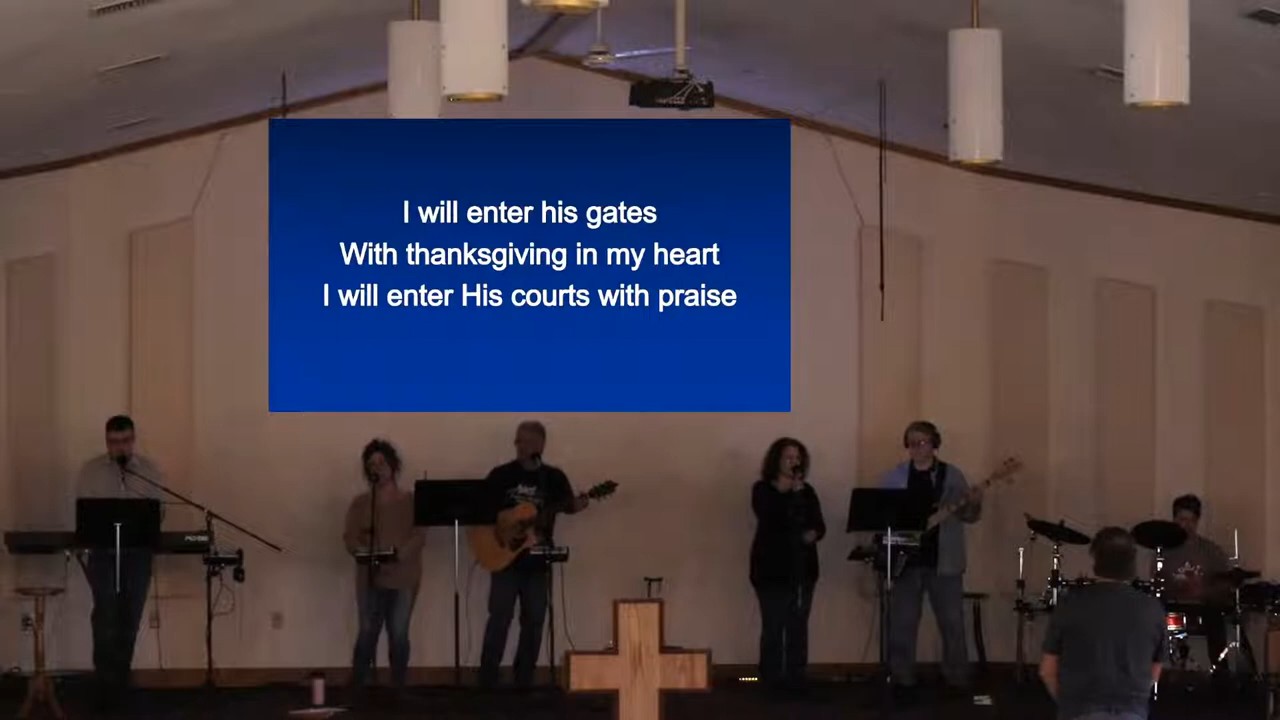 I will enter his gates
With thanksgiving in my heart
I will enter His courts with praise